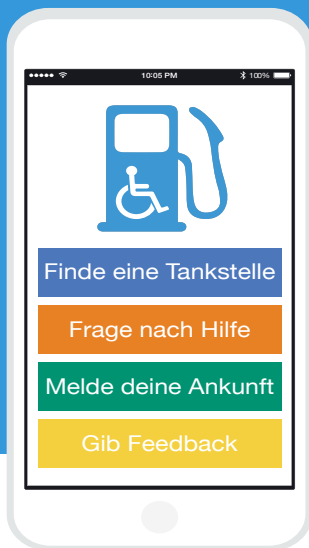 10:05 PM 100%
Finde eine Tankstelle
Frage nach Hilfe
Melde deine Ankunft
Gib Feedback